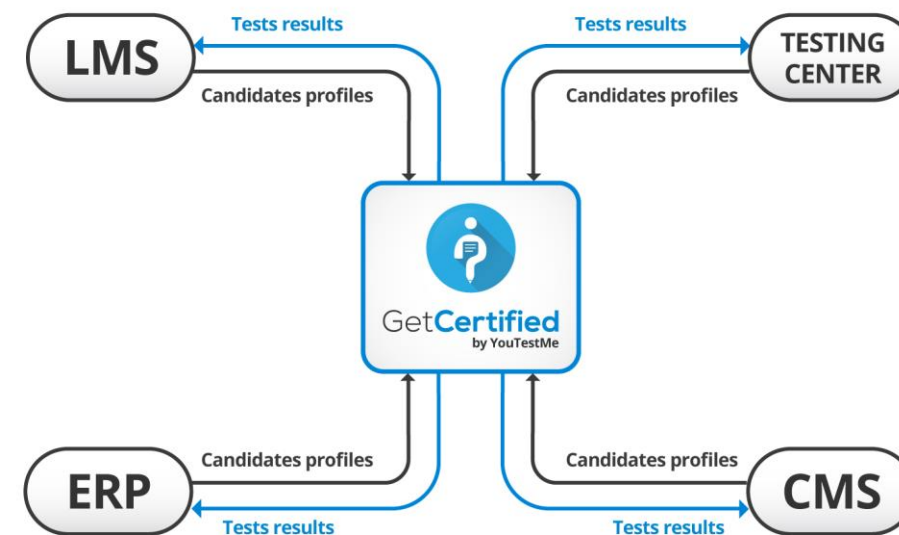 Tests results
LMS
Candidates profiles
Tests results
TESTING
CENTER
Candidates profiles
GetCertified
by YouTestMe
Candidates profiles
ERP
Tests results
Candidates profiles
CMS
Tests results